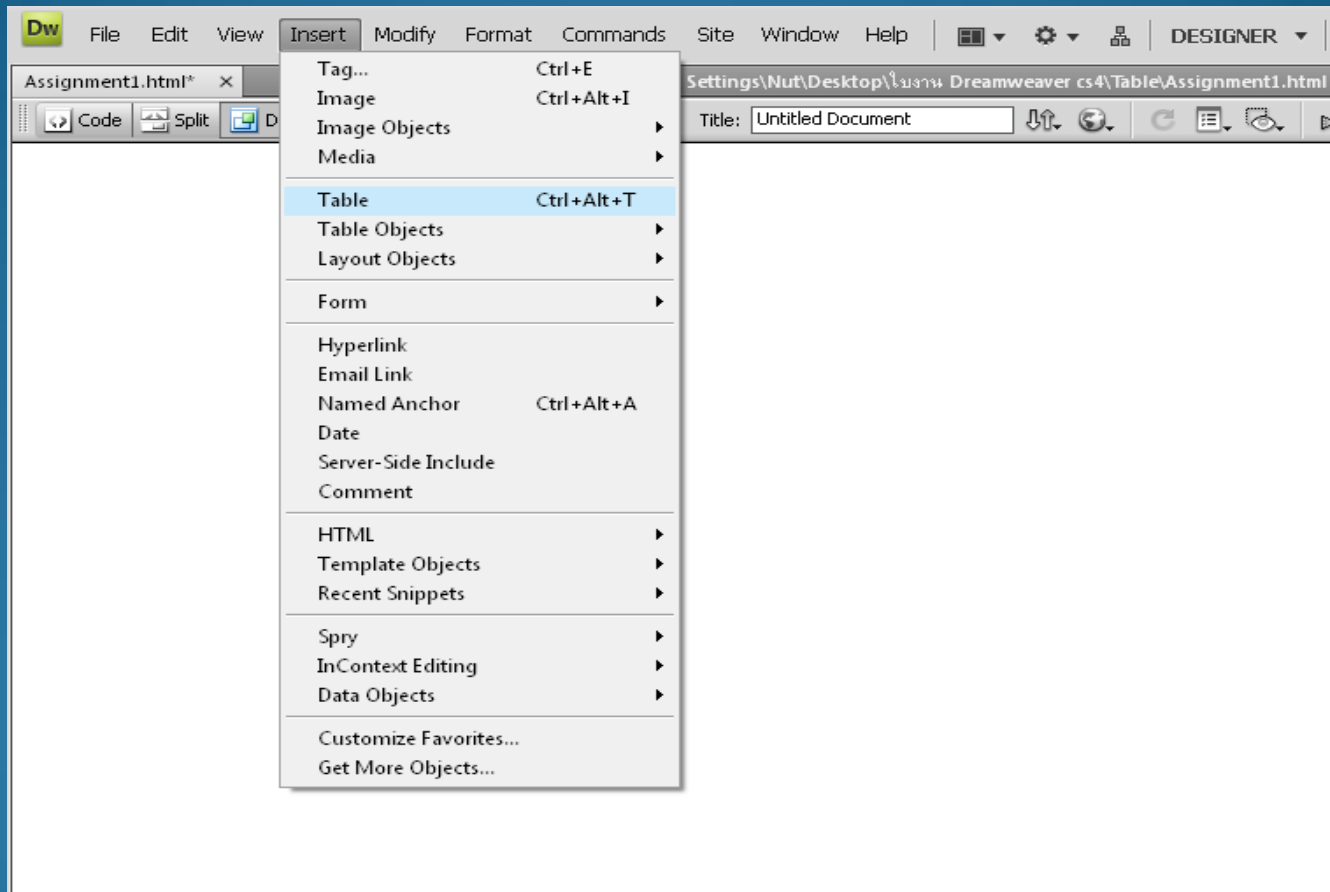 Dw File Edit View Insert Modify Format Commands Site Window Help DESIGNER
Assignment1.html* Settings\Nut\Desktop\ใบงาน Dreamweaver cs4\Table\Assignment1.html
Code Split D Title: Untitled Document
Tag... Ctrl+E
Image Ctrl+Alt+I
Image Objects
Media
Table Ctrl+Alt+T
Table Objects
Layout Objects
Form
Hyperlink
Email Link
Named Anchor Ctrl+Alt+A
Date
Server-Side Include
Comment
HTML
Template Objects
Recent Snippets
Spry
InContext Editing
Data Objects
Customize Favorites...
Get More Objects...